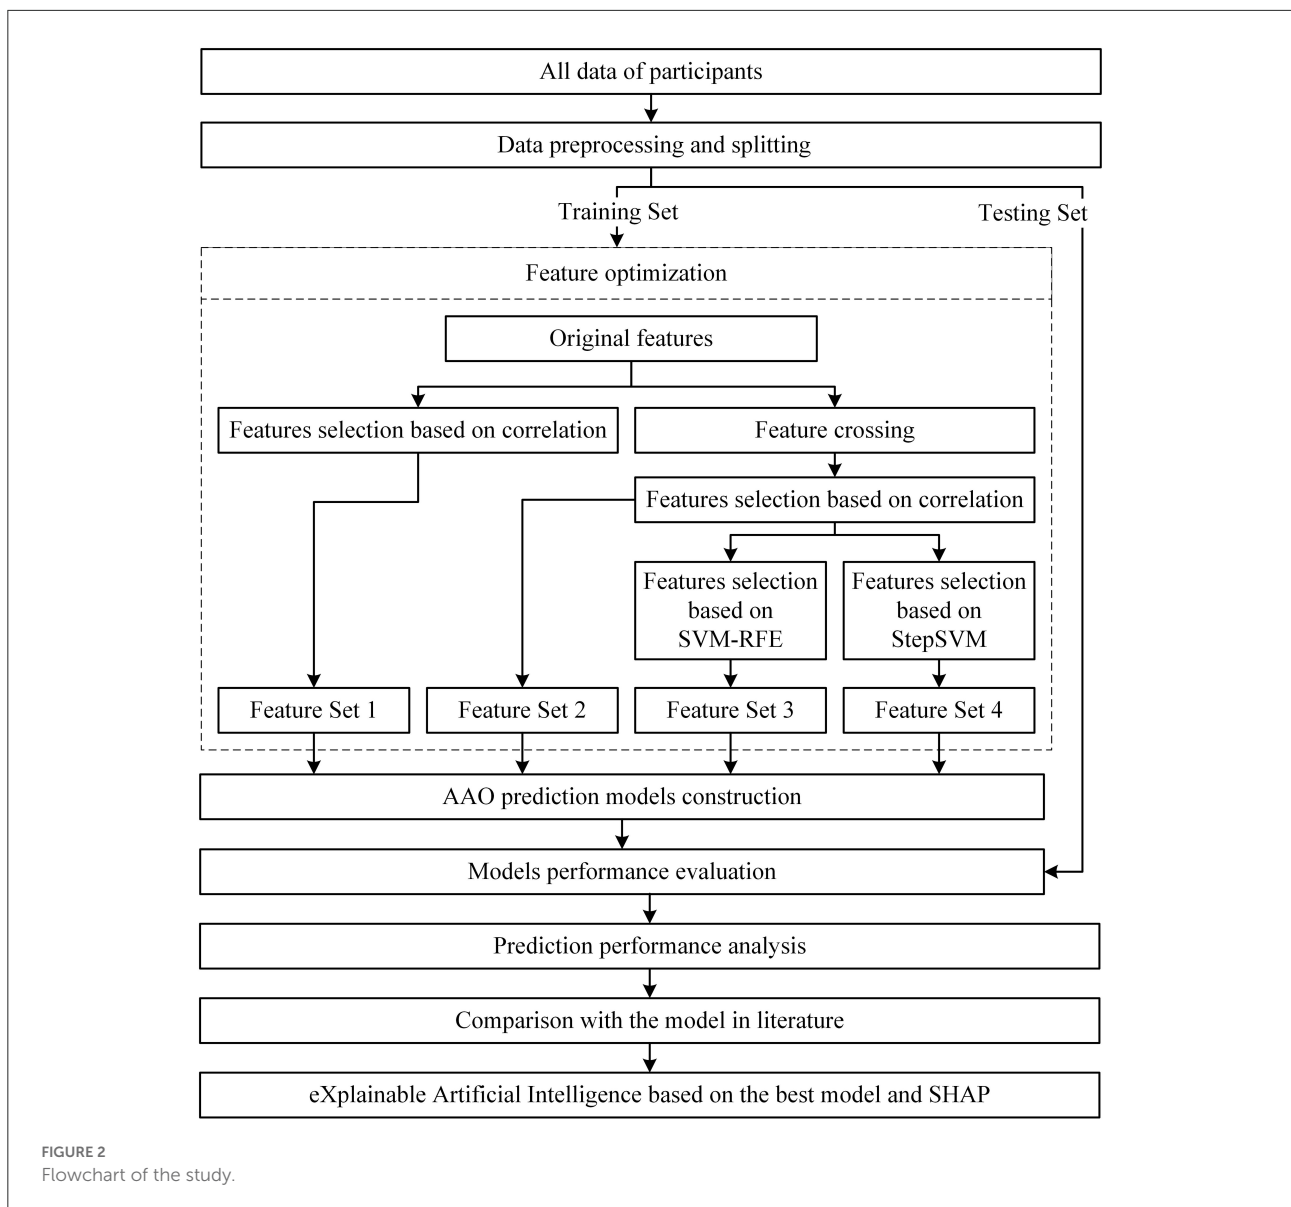 All data of participants
Data preprocessing and splitting
Training Set
Testing Set
Feature optimization
Original features
Features selection based on correlation
Feature crossing
Features selection based on correlation
Features selection
based on
SVM-RFE
Features selection
based on
StepSVM
Feature Set 1
Feature Set 2
Feature Set 3
Feature Set 4
AAO prediction models construction
Models performance evaluation
Prediction performance analysis
Comparison with the model in literature
eXplainable Artificial Intelligence based on the best model and SHAP
FIGURE 2
Flowchart of the study.